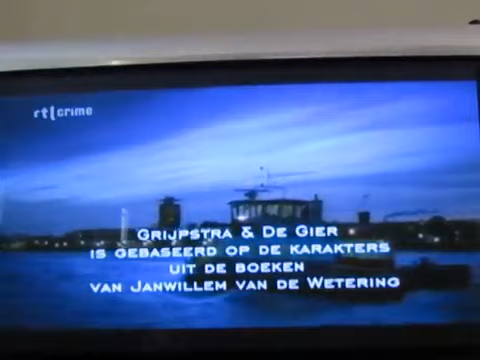 rtl crime
GRIJPSTRA & DE GIER
IS GEBASEERD OP DE KARAKTERS
UIT DE BOEKEN
VAN JANWILLEM VAN DE WETERING